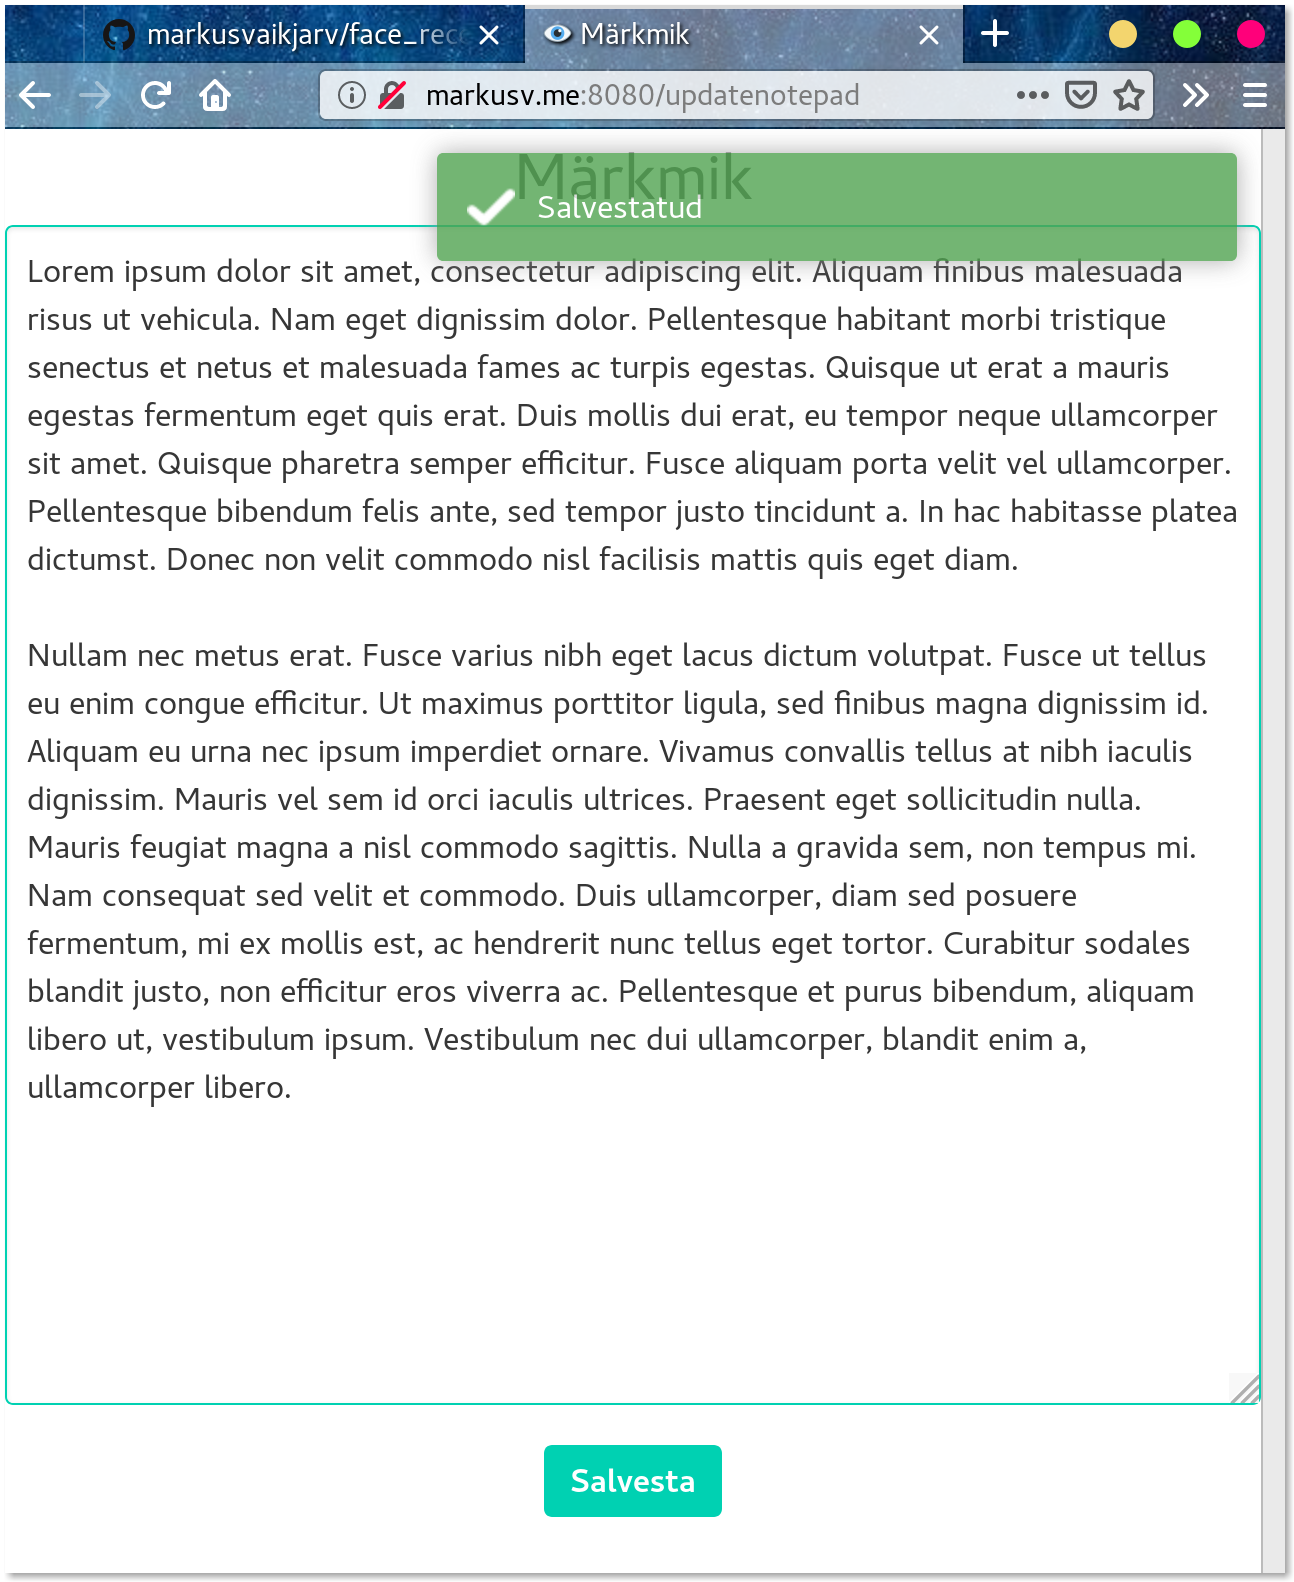 markusvaikjarv/face_rec
Märkmik
markusv.me:8080/updatenotepad
Märkmik
Salvestatud
Lorem ipsum dolor sit amet, consectetur adipiscing elit. Aliquam finibus malesuada
risus ut vehicula. Nam eget dignissim dolor. Pellentesque habitant morbi tristique
senectus et netus et malesuada fames ac turpis egestas. Quisque ut erat a mauris
egestas fermentum eget quis erat. Duis mollis dui erat, eu tempor neque ullamcorper
sit amet. Quisque pharetra semper efficitur. Fusce aliquam porta velit vel ullamcorper.
Pellentesque bibendum felis ante, sed tempor justo tincidunt a. In hac habitasse platea
dictumst. Donec non velit commodo nisl facilisis mattis quis eget diam.
Nullam nec metus erat. Fusce varius nibh eget lacus dictum volutpat. Fusce ut tellus
eu enim congue efficitur. Ut maximus porttitor ligula, sed finibus magna dignissim id.
Aliquam eu urna nec ipsum imperdiet ornare. Vivamus convallis tellus at nibh iaculis
dignissim. Mauris vel sem id orci iaculis ultrices. Praesent eget sollicitudin nulla.
Mauris feugiat magna a nisl commodo sagittis. Nulla a gravida sem, non tempus mi.
Nam consequat sed velit et commodo. Duis ullamcorper, diam sed posuere
fermentum, mi ex mollis est, ac hendrerit nunc tellus eget tortor. Curabitur sodales
blandit justo, non efficitur eros viverra ac. Pellentesque et purus bibendum, aliquam
libero ut, vestibulum ipsum. Vestibulum nec dui ullamcorper, blandit enim a,
ullamcorper libero.
Salvesta